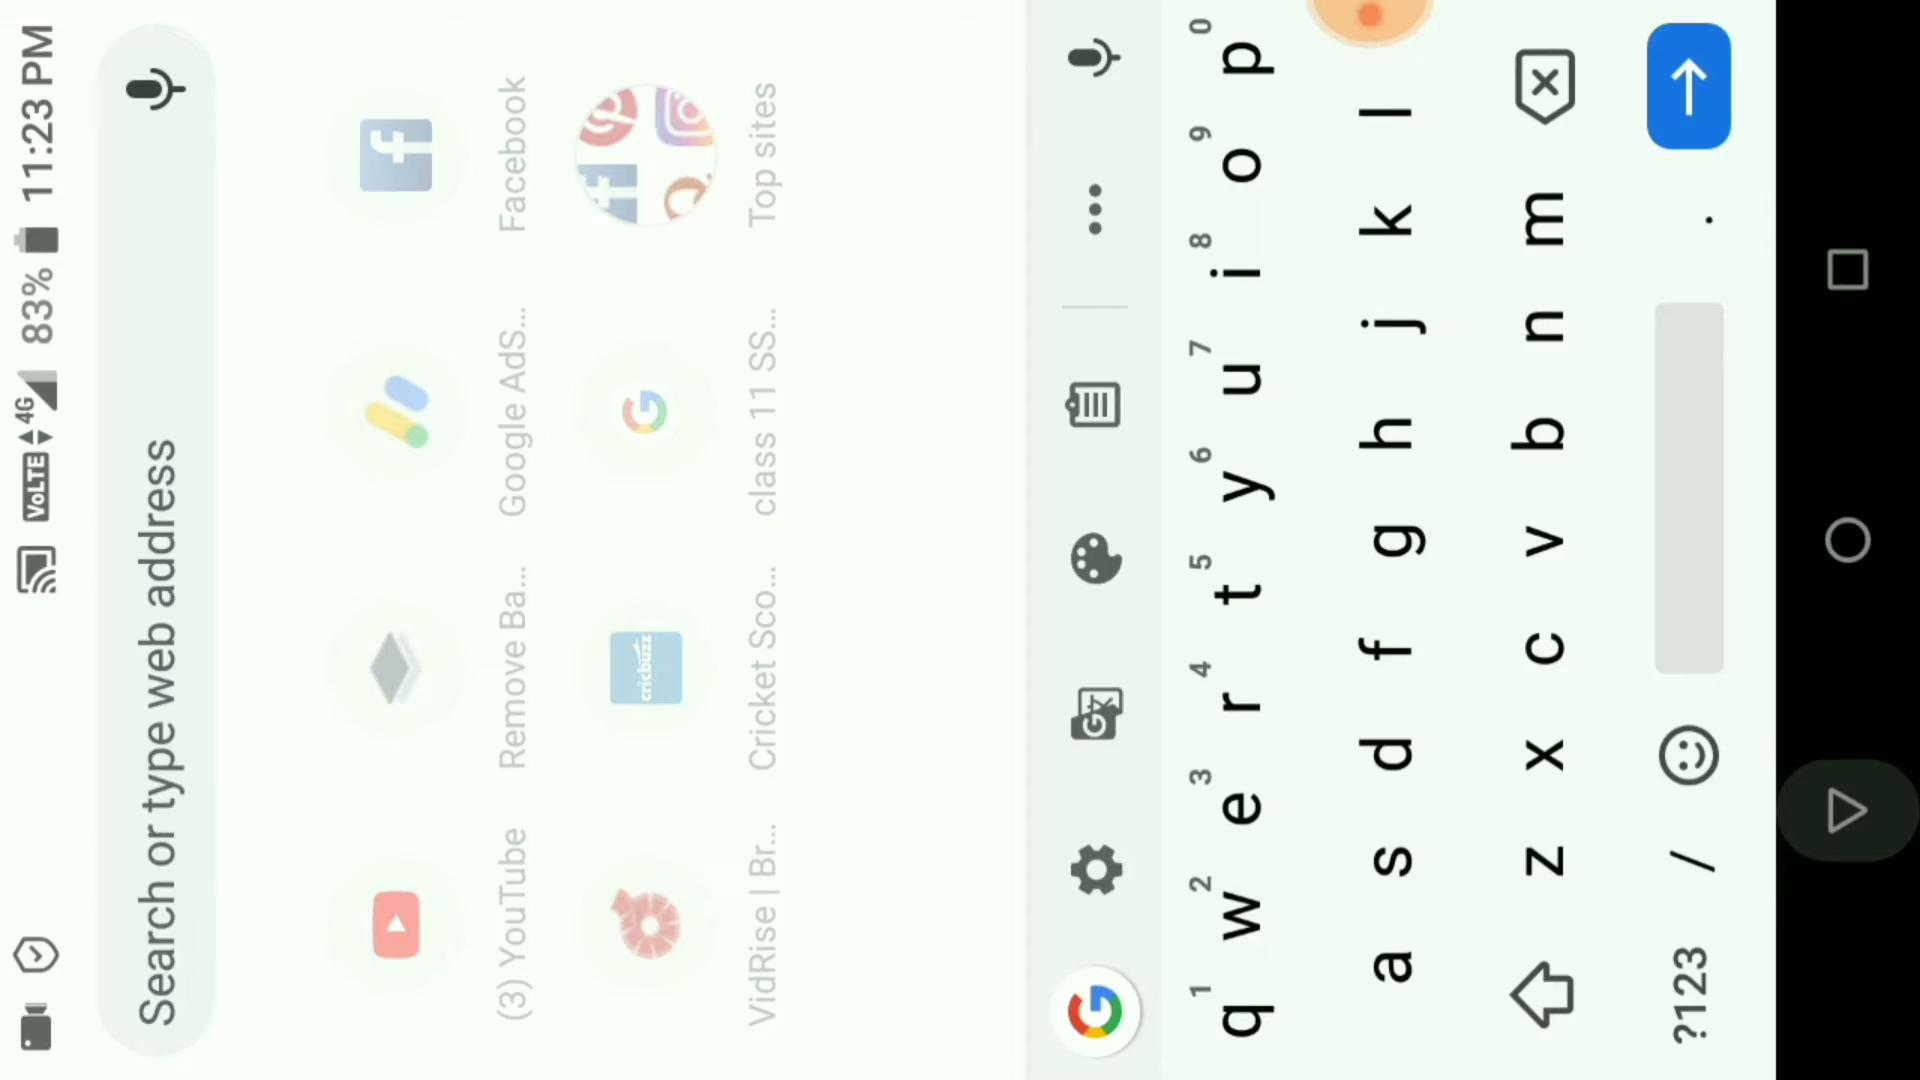 VoLTE 4G 83% 11:23 PM
Search or type web address
(3) YouTube
Remove Ba...
Google AdS...
Facebook
cricbuzz
VidRise | Br...
Cricket Sco...
class 11 SS...
Top sites
1 2 3 4 5 6 7 8 9 0
q w e r t y u i o p
a s d f g h j k l
z x c v b n m
?123 / .